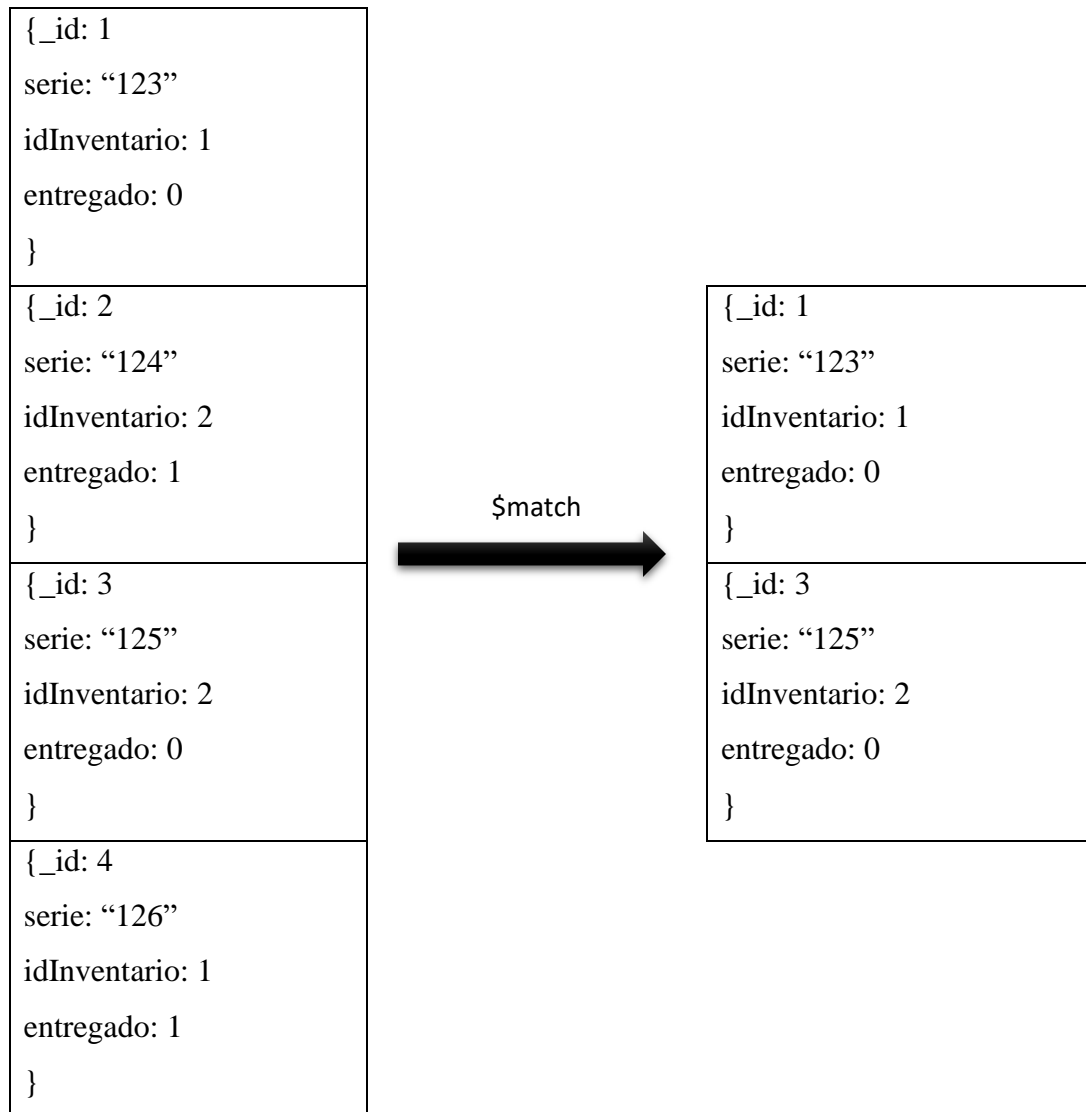 {_id: 1
serie: “123”
idInventario: 1
entregado: 0
}
{_id: 2
serie: “124”
idInventario: 2
entregado: 1
}
{_id: 3
serie: “125”
idInventario: 2
entregado: 0
}
{_id: 4
serie: “126”
idInventario: 1
entregado: 1
}
$match
{_id: 1
serie: “123”
idInventario: 1
entregado: 0
}
{_id: 3
serie: “125”
idInventario: 2
entregado: 0
}